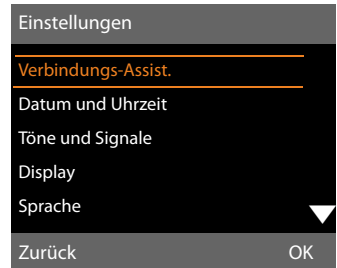 Einstellungen
Verbindungs-Assist.
Datum und Uhrzeit
Töne und Signale
Display
Sprache
Zurück OK